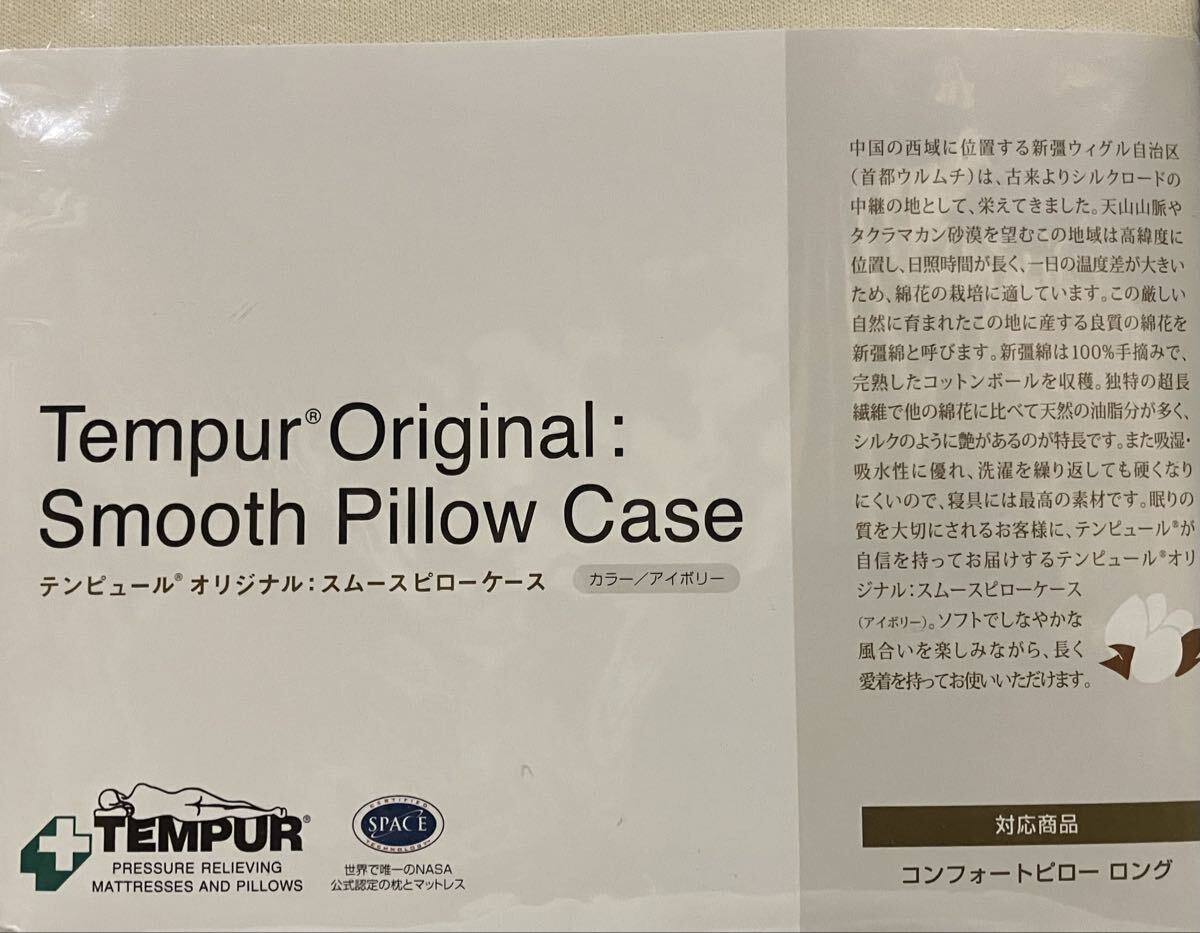 Tempur® Original:
Smooth Pillow Case
テンピュール® オリジナル:スムースピローケース
カラー/アイボリー
TEMPUR®
PRESSURE RELIEVING
MATTRESSES AND PILLOWS
CERTIFIED
SPACE
TECHNOLOGY
世界で唯一のNASA
公式認定の枕とマットレス
中国の西域に位置する新彊ウィグル自治区
(首都ウルムチ)は、古来よりシルクロードの
中継の地として、栄えてきました。天山山脈や
タクラマカン砂漠を望むこの地域は高緯度に
位置し、日照時間が長く、一日の温度差が大きい
ため、綿花の栽培に適しています。この厳しい
自然に育まれたこの地に産する良質の綿花を
新彊綿と呼びます。新彊綿は100%手摘みで、
完熟したコットンボールを収穫。独特の超長
繊維で他の綿花に比べて天然の油脂分が多く、
シルクのように艶があるのが特長です。また吸湿・
吸水性に優れ、洗濯を繰り返しても硬くなり
にくいので、寝具には最高の素材です。眠りの
質を大切にされるお客様に、テンピュール®が
自信を持ってお届けするテンピュール®オリ
ジナル:スムースピローケース
(アイボリー)。ソフトでしなやかな
風合いを楽しみながら、長く
愛着を持ってお使いいただけます。
対応商品
コンフォートピロー ロング